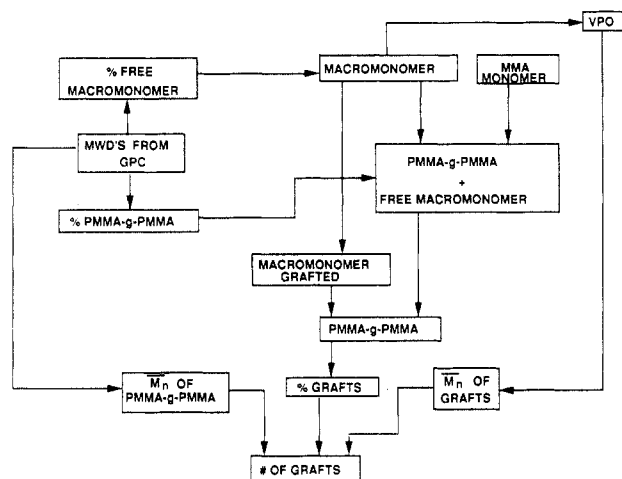 VPO
% FREE
MACROMONOMER
MACROMONOMER
MMA
MONOMER
MWD'S FROM
GPC
PMMA-g-PMMA
+
FREE MACROMONOMER
% PMMA-g-PMMA
MACROMONOMER
GRAFTED
PMMA-g-PMMA
M̅n OF
PMMA-g-PMMA
% GRAFTS
M̅n OF
GRAFTS
# OF GRAFTS